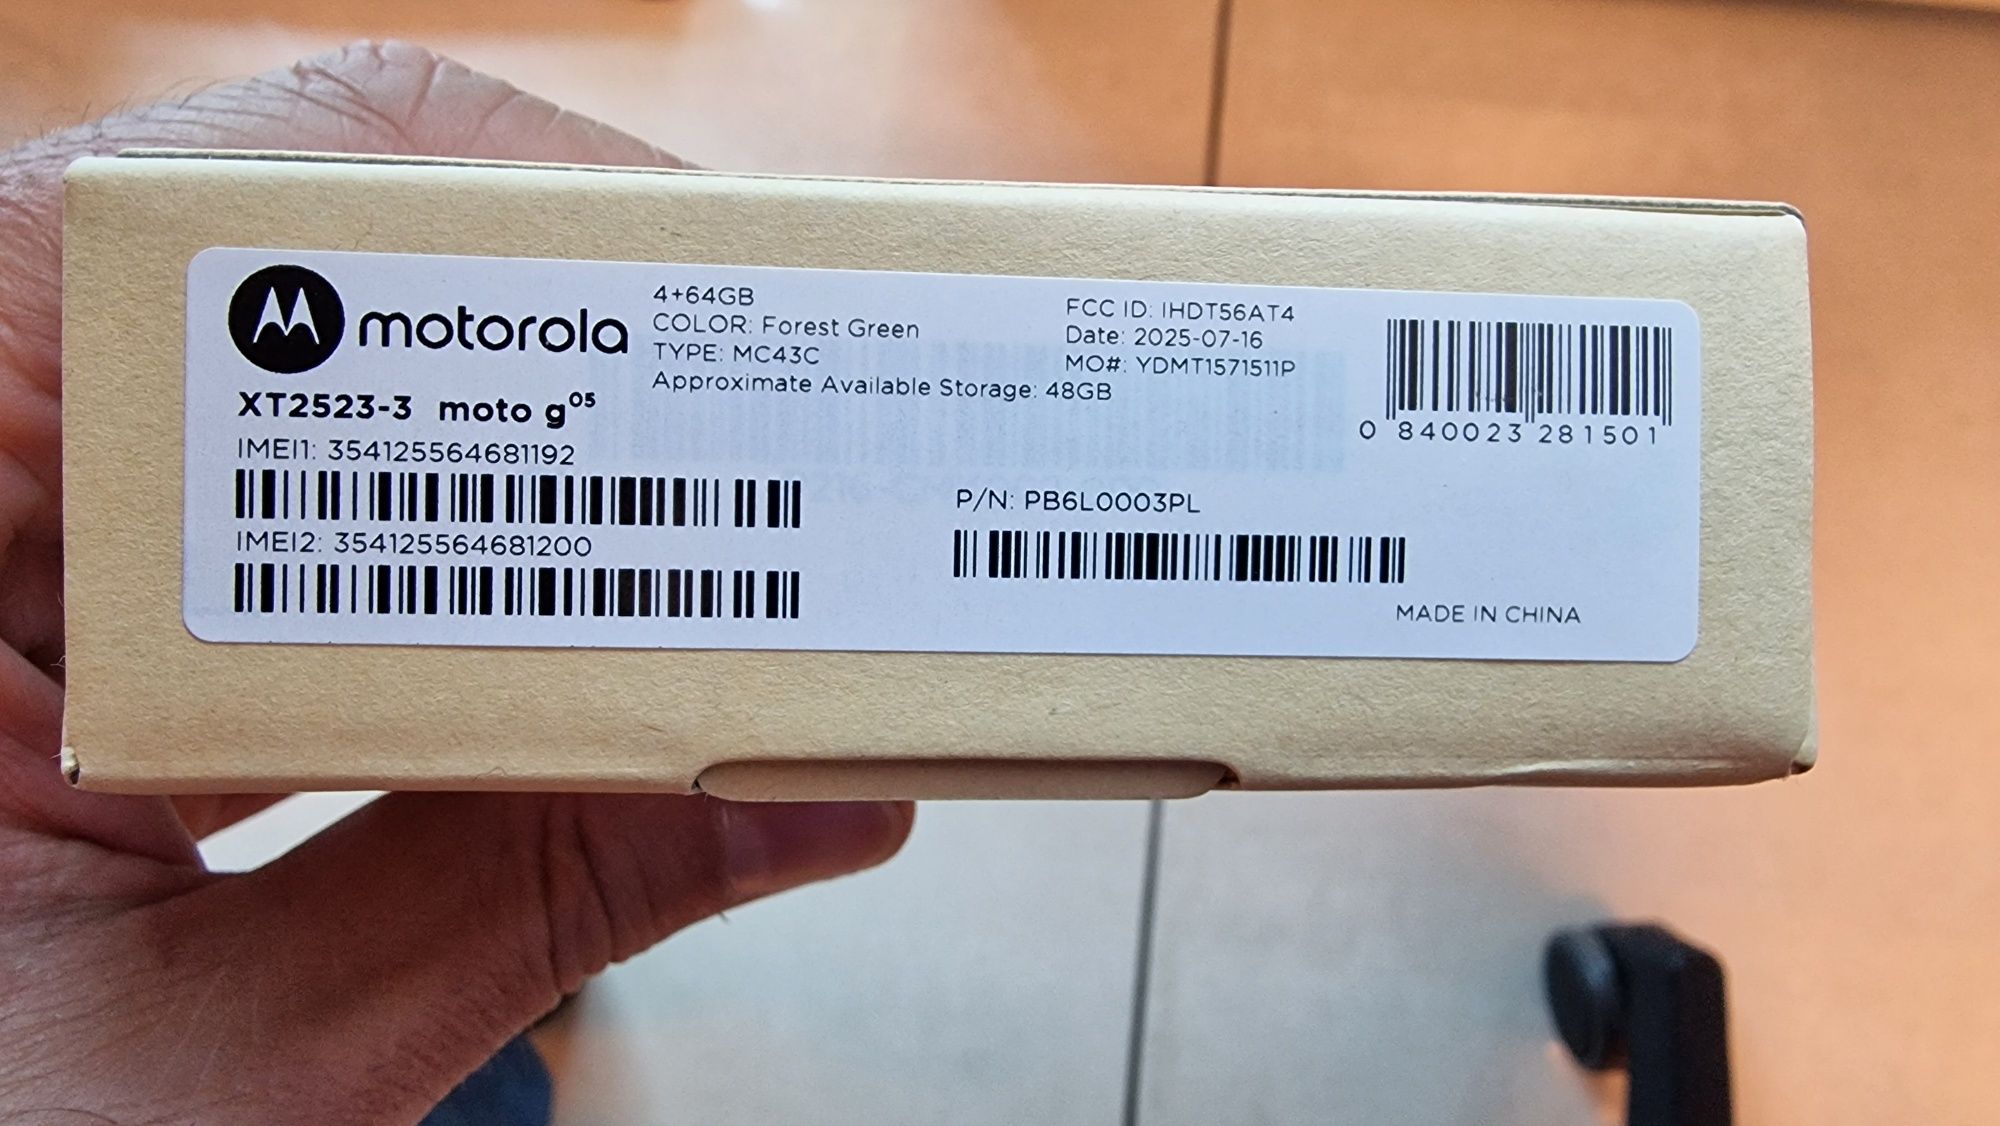 motorola
XT2523-3 moto g05
IMEI1: 354125564681192
IMEI2: 354125564681200
4+64GB
COLOR: Forest Green
TYPE: MC43C
Approximate Available Storage: 48GB
FCC ID: IHDT56AT4
Date: 2025-07-16
MO#: YDMT1571511P
0 840023 281501
P/N: PB6L0003PL
MADE IN CHINA